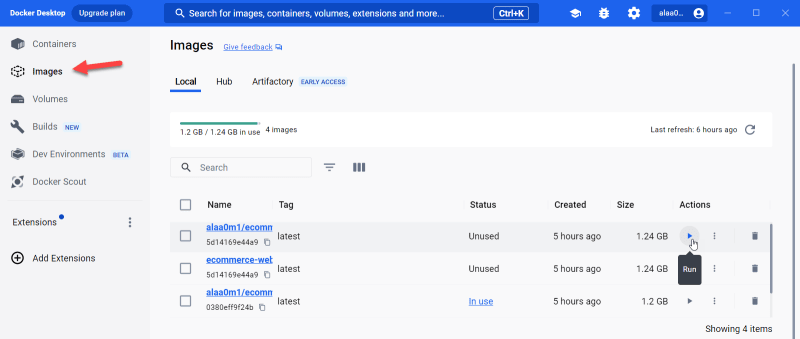 Docker Desktop Upgrade plan Search for images, containers, volumes, extensions and more... Ctrl+K alaa0...
Containers
Images
Volumes
Builds NEW
Dev Environments BETA
Docker Scout
Extensions
Add Extensions
Images Give feedback
Local Hub Artifactory EARLY ACCESS
1.2 GB / 1.24 GB in use 4 images Last refresh: 6 hours ago
Search
Name Tag Status Created Size Actions
alaa0m1/ecomm
5d14169e44a9 latest Unused 5 hours ago 1.24 GB
ecommerce-web
5d14169e44a9 latest Unused 5 hours ago 1.24 GB
Run
alaa0m1/ecomm
0380eff9f24b latest In use 5 hours ago 1.2 GB
Showing 4 items